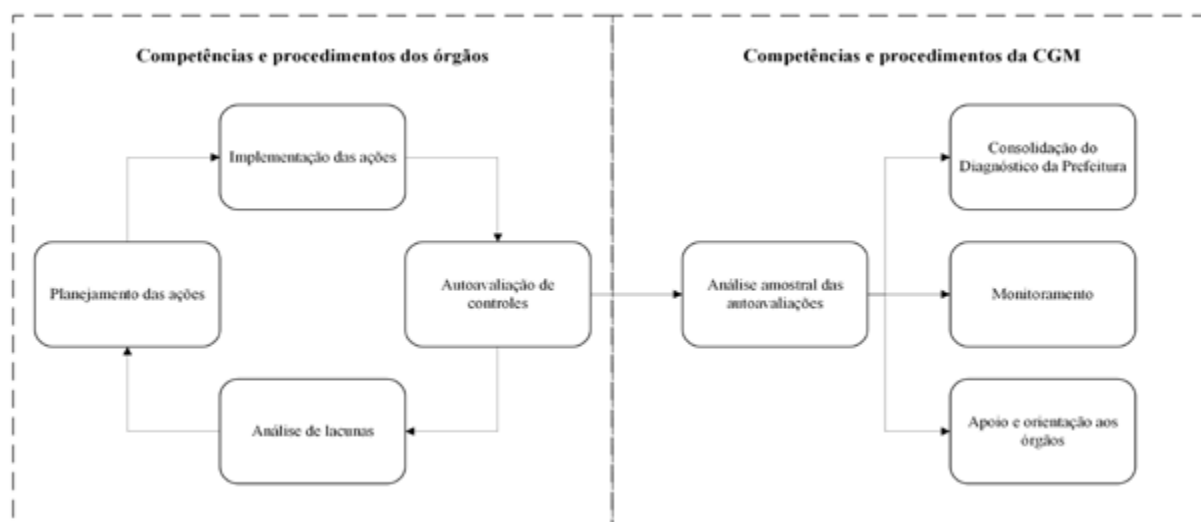 Competências e procedimentos dos órgãos
Implementação das ações
Planejamento das ações
Autoavaliação de
controles
Análise de lacunas
Competências e procedimentos da CGM
Análise amostral das
autoavaliações
Consolidação do
Diagnóstico da Prefeitura
Monitoramento
Apoio e orientação aos
órgãos